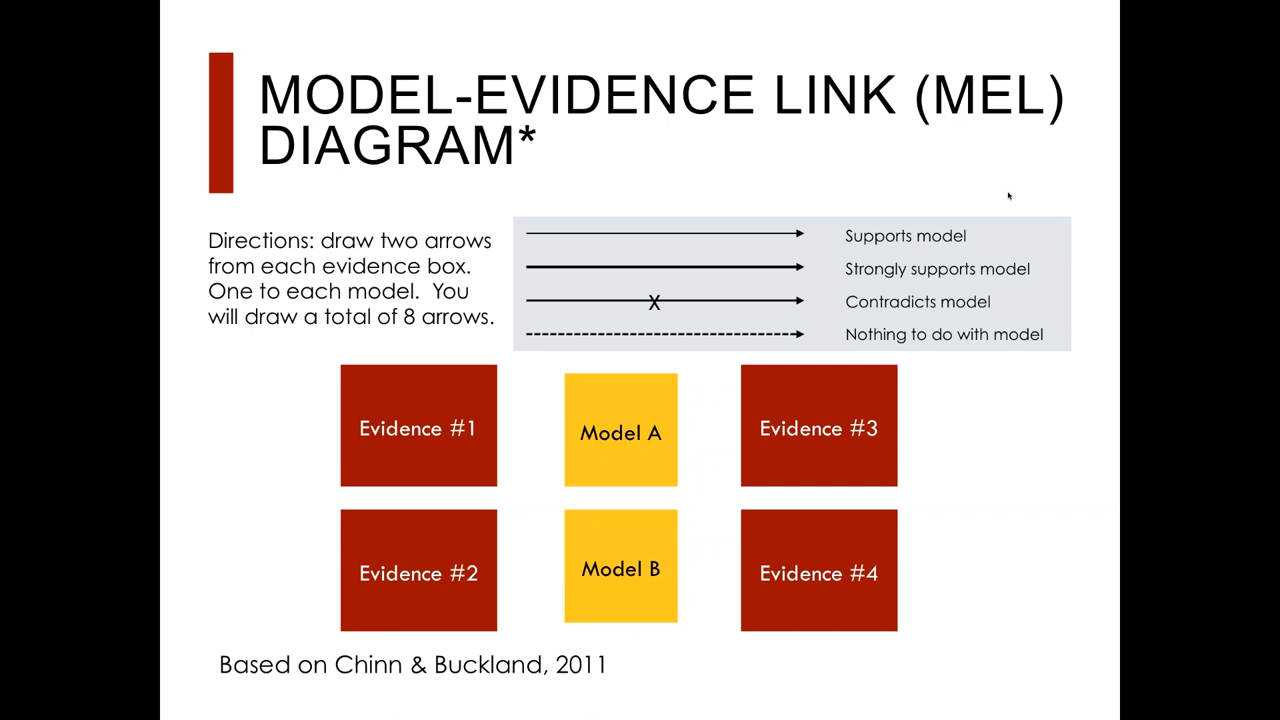 MODEL-EVIDENCE LINK (MEL)
DIAGRAM*
Directions: draw two arrows
from each evidence box.
One to each model.  You
will draw a total of 8 arrows.
Supports model
Strongly supports model
X
Contradicts model
Nothing to do with model
Evidence #1
Model A
Evidence #3
Evidence #2
Model B
Evidence #4
Based on Chinn & Buckland, 2011